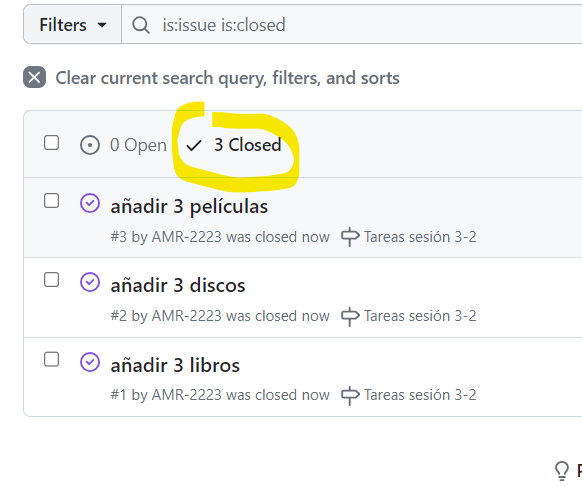 Filters is:issue is:closed
Clear current search query, filters, and sorts
0 Open 3 Closed
añadir 3 películas
#3 by AMR-2223 was closed now Tareas sesión 3-2
añadir 3 discos
#2 by AMR-2223 was closed now Tareas sesión 3-2
añadir 3 libros
#1 by AMR-2223 was closed now Tareas sesión 3-2